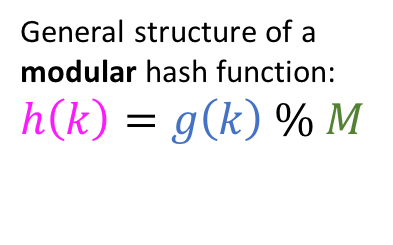 General structure of a
modular hash function:
h(k) = g(k) % M